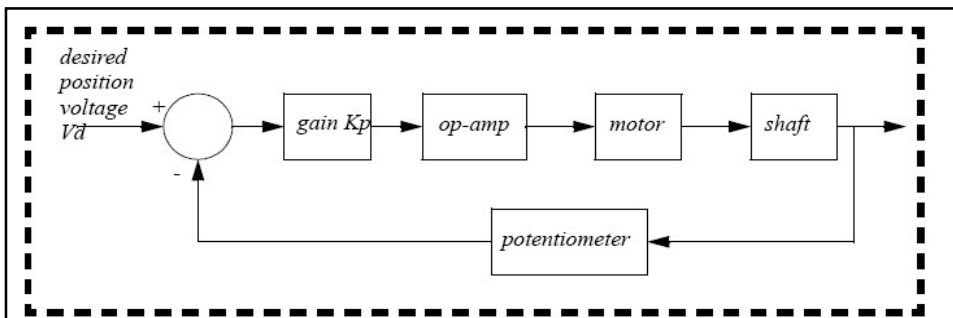 desired
position
voltage
Vd
+
-
gain Kp
op-amp
motor
shaft
potentiometer